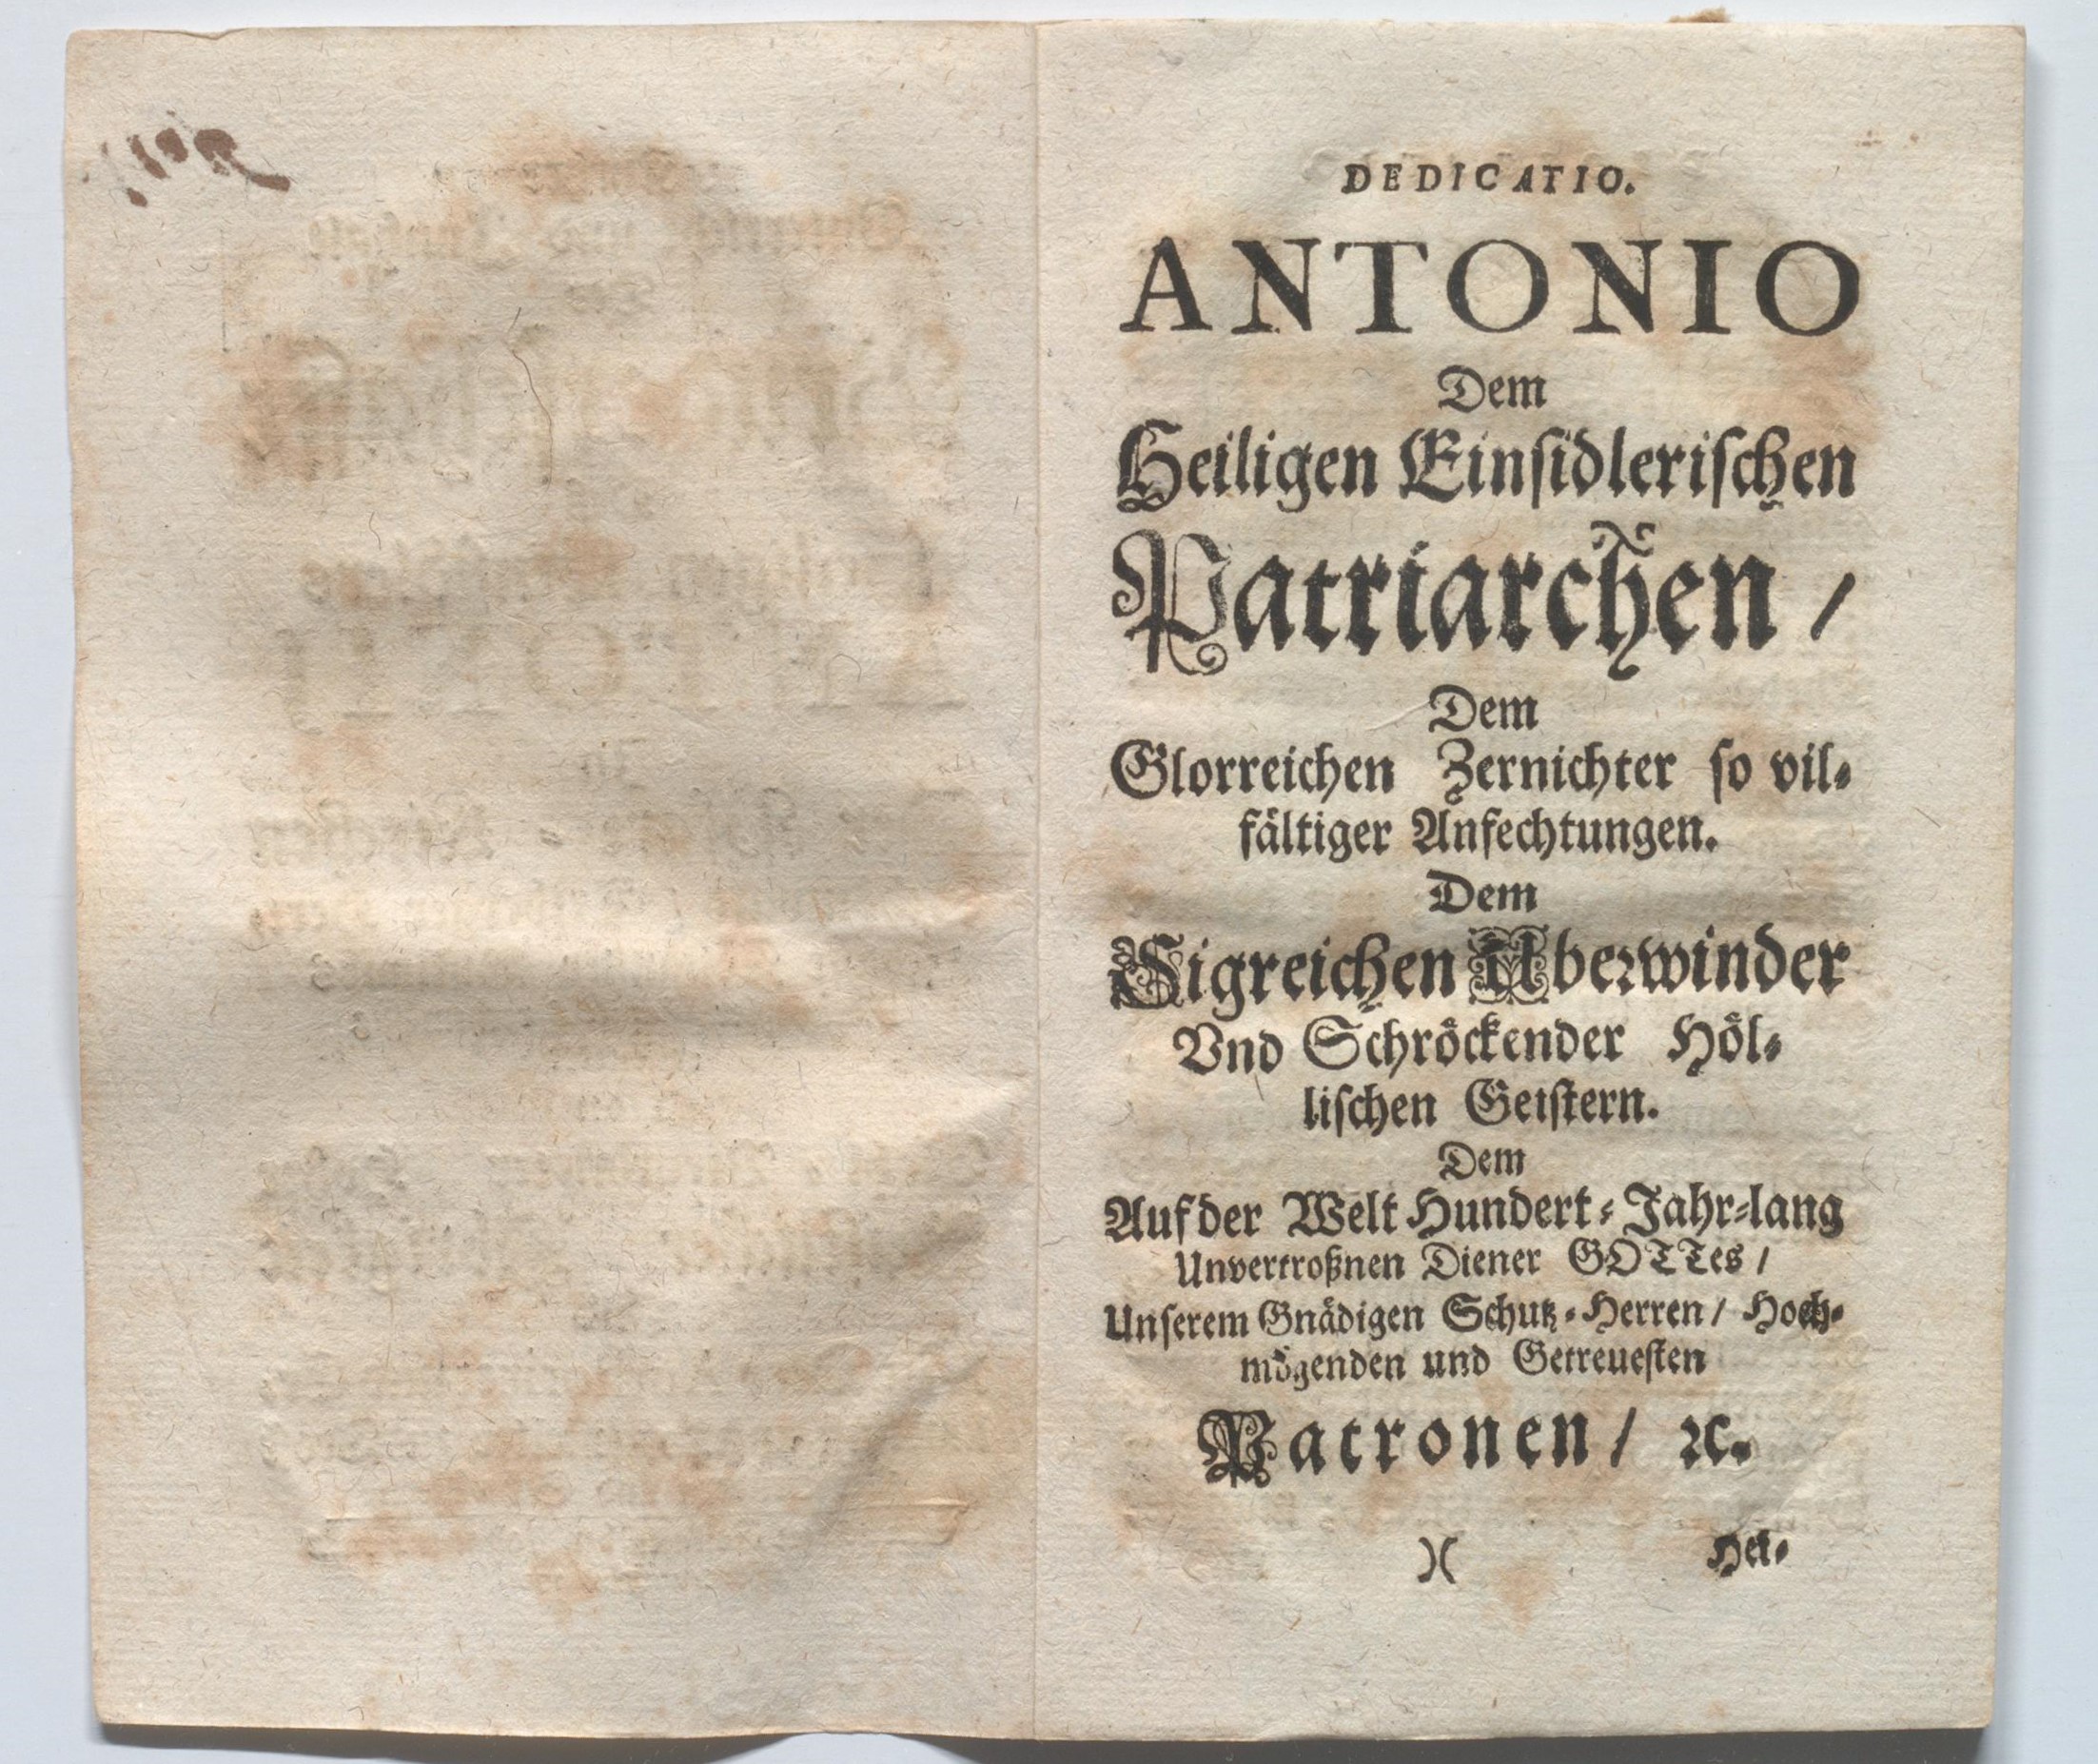 DEDICATIO.
ANTONIO
Dem
Heiligen Einsidlerischen
Patriarchen /
Dem
Glorreichen Zernichter so vil-
fältiger Anfechtungen.
Dem
Sigreichen Uberwinder
Vnd Schröckender Höl-
lischen Geistern.
Dem
Auf der Welt Hundert-Jahr-lang
Unvertroßnen Diener GOTTes /
Unserem Gnädigen Schutz-Herren / Hoch-
mögenden und Getreuesten
Patronen / ꝛc.
)( Hei-